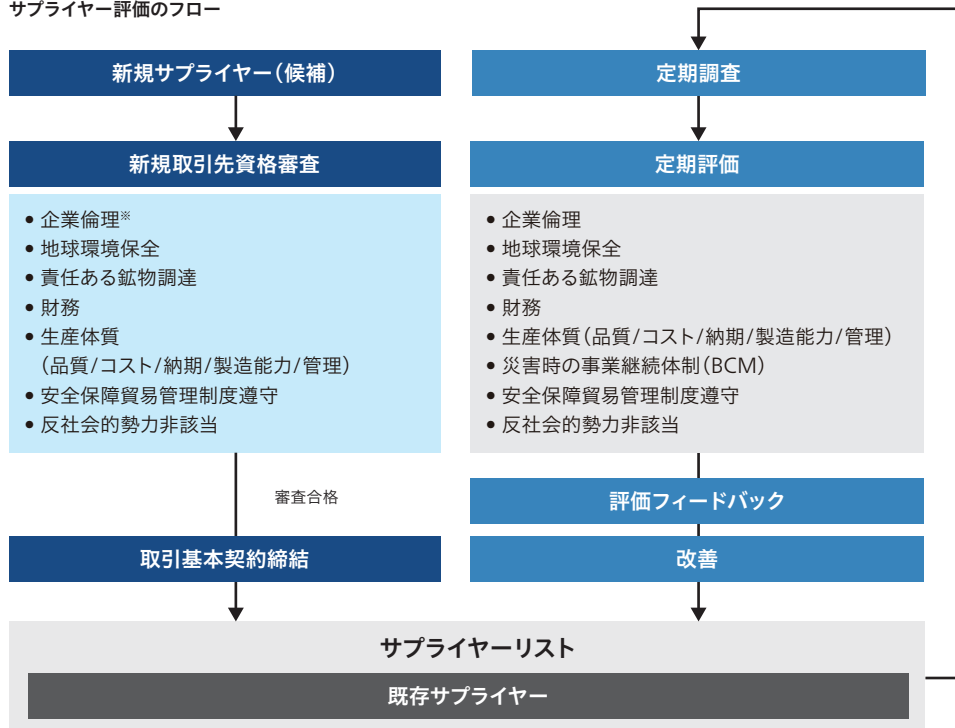 サプライヤー評価のフロー
新規サプライヤー(候補)
新規取引先資格審査
• 企業倫理※
• 地球環境保全
• 責任ある鉱物調達
• 財務
• 生産体質
(品質/コスト/納期/製造能力/管理)
• 安全保障貿易管理制度遵守
• 反社会的勢力非該当
審査合格
取引基本契約締結
定期調査
定期評価
• 企業倫理
• 地球環境保全
• 責任ある鉱物調達
• 財務
• 生産体質(品質/コスト/納期/製造能力/管理)
• 災害時の事業継続体制(BCM)
• 安全保障貿易管理制度遵守
• 反社会的勢力非該当
評価フィードバック
改善
サプライヤーリスト
既存サプライヤー